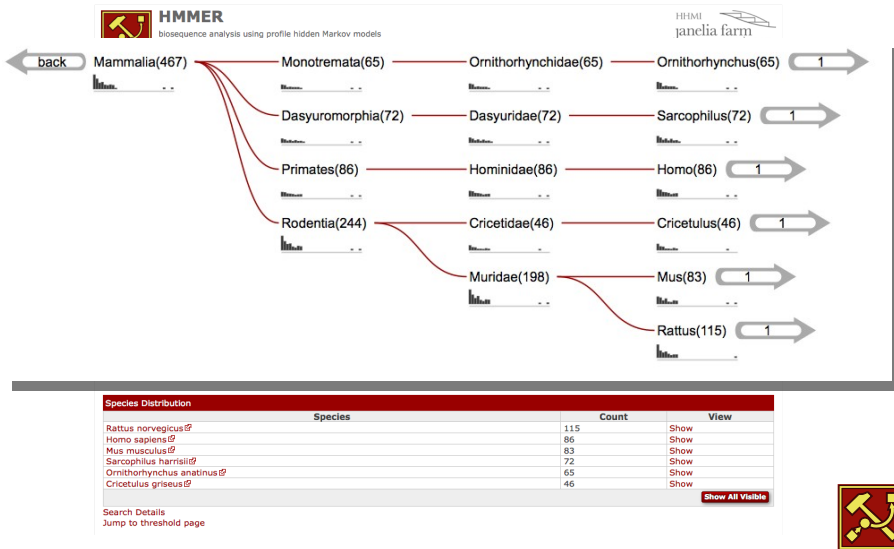 HMMER
biosequence analysis using profile hidden Markov models
HHMI
janelia farm
back Mammalia(467) Monotremata(65) Ornithorhynchidae(65) Ornithorhynchus(65) 1
Dasyuromorphia(72) Dasyuridae(72) Sarcophilus(72) 1
Primates(86) Hominidae(86) Homo(86) 1
Rodentia(244) Cricetidae(46) Cricetulus(46) 1
Muridae(198) Mus(83) 1
Rattus(115) 1
Species Distribution
Species Count View
Rattus norvegicus 115 Show
Homo sapiens 86 Show
Mus musculus 83 Show
Sarcophilus harrisii 72 Show
Ornithorhynchus anatinus 65 Show
Cricetulus griseus 46 Show
Show All Visible
Search Details
Jump to threshold page